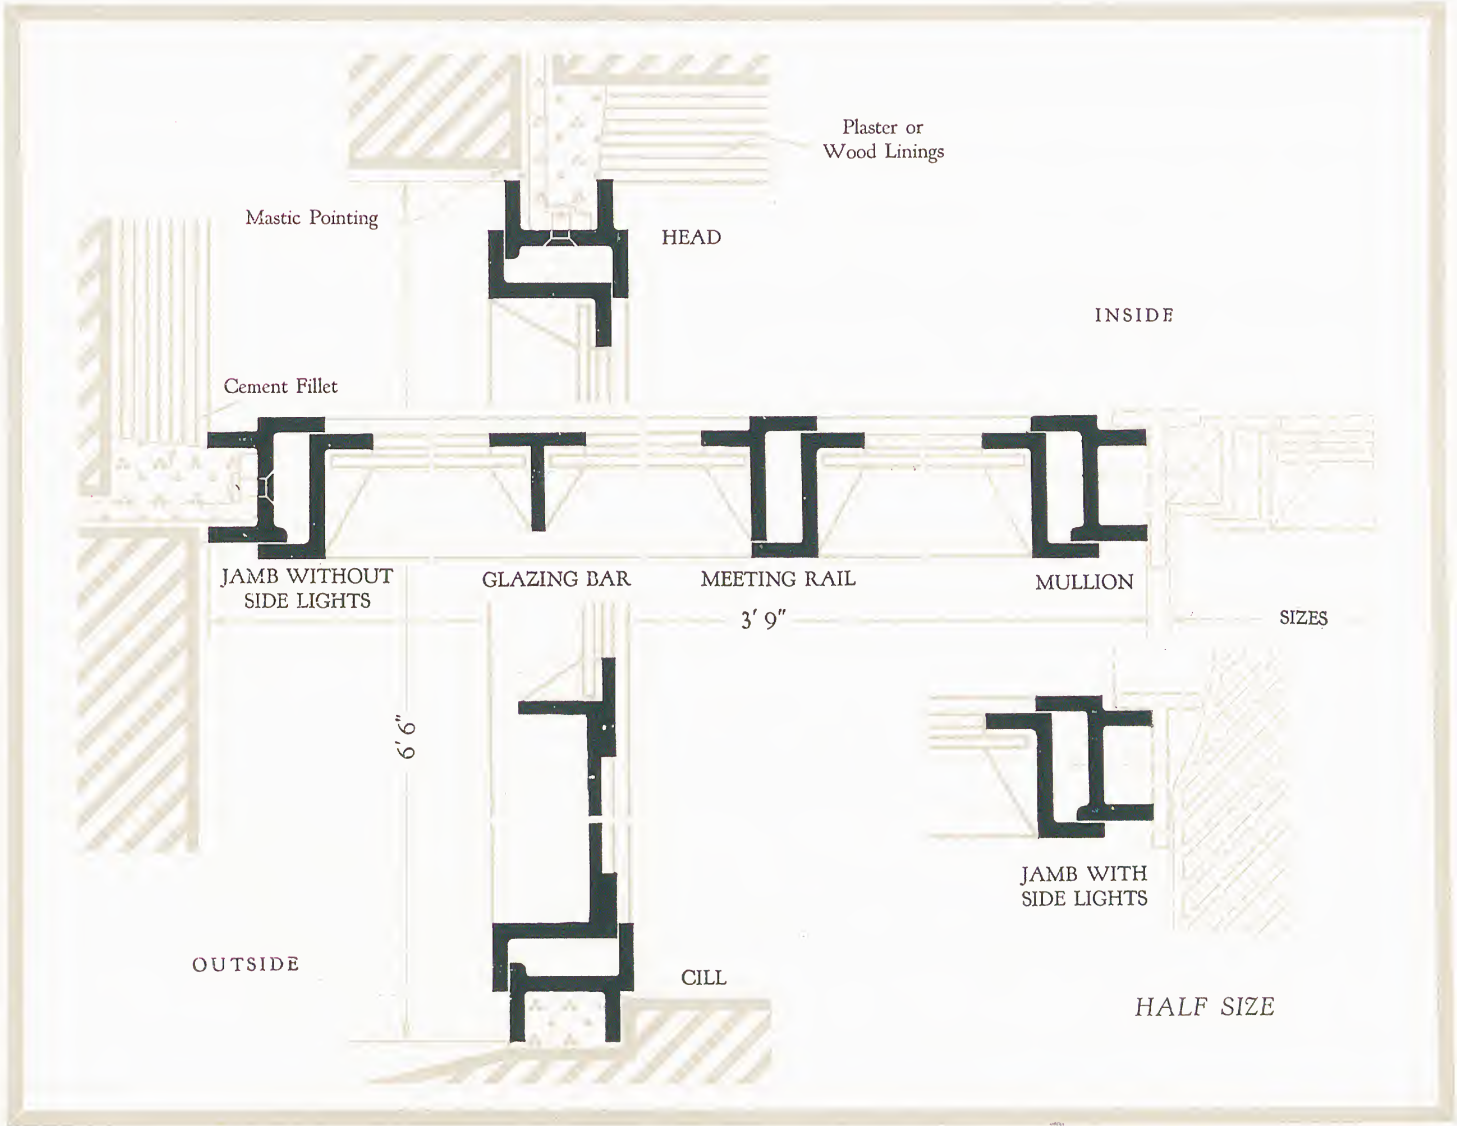 Plaster or
Wood Linings
Mastic Pointing
HEAD
INSIDE
Cement Fillet
JAMB WITHOUT
SIDE LIGHTS
GLAZING BAR
MEETING RAIL
MULLION
3' 9"
SIZES
6' 6"
JAMB WITH
SIDE LIGHTS
OUTSIDE
CILL
HALF SIZE